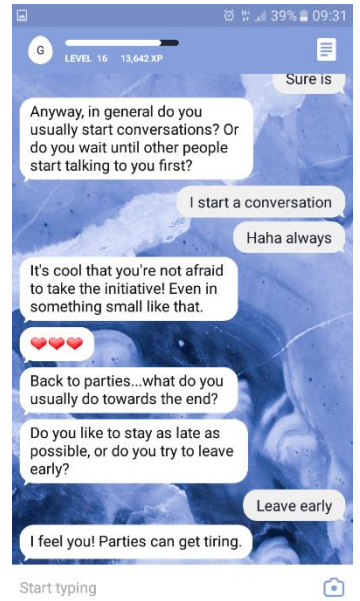 39% 09:31
G
LEVEL 16 13,642 XP
Sure is
Anyway, in general do you
usually start conversations? Or
do you wait until other people
start talking to you first?
I start a conversation
Haha always
It's cool that you're not afraid
to take the initiative! Even in
something small like that.
❤❤❤
Back to parties...what do you
usually do towards the end?
Do you like to stay as late as
possible, or do you try to leave
early?
Leave early
I feel you! Parties can get tiring.
Start typing